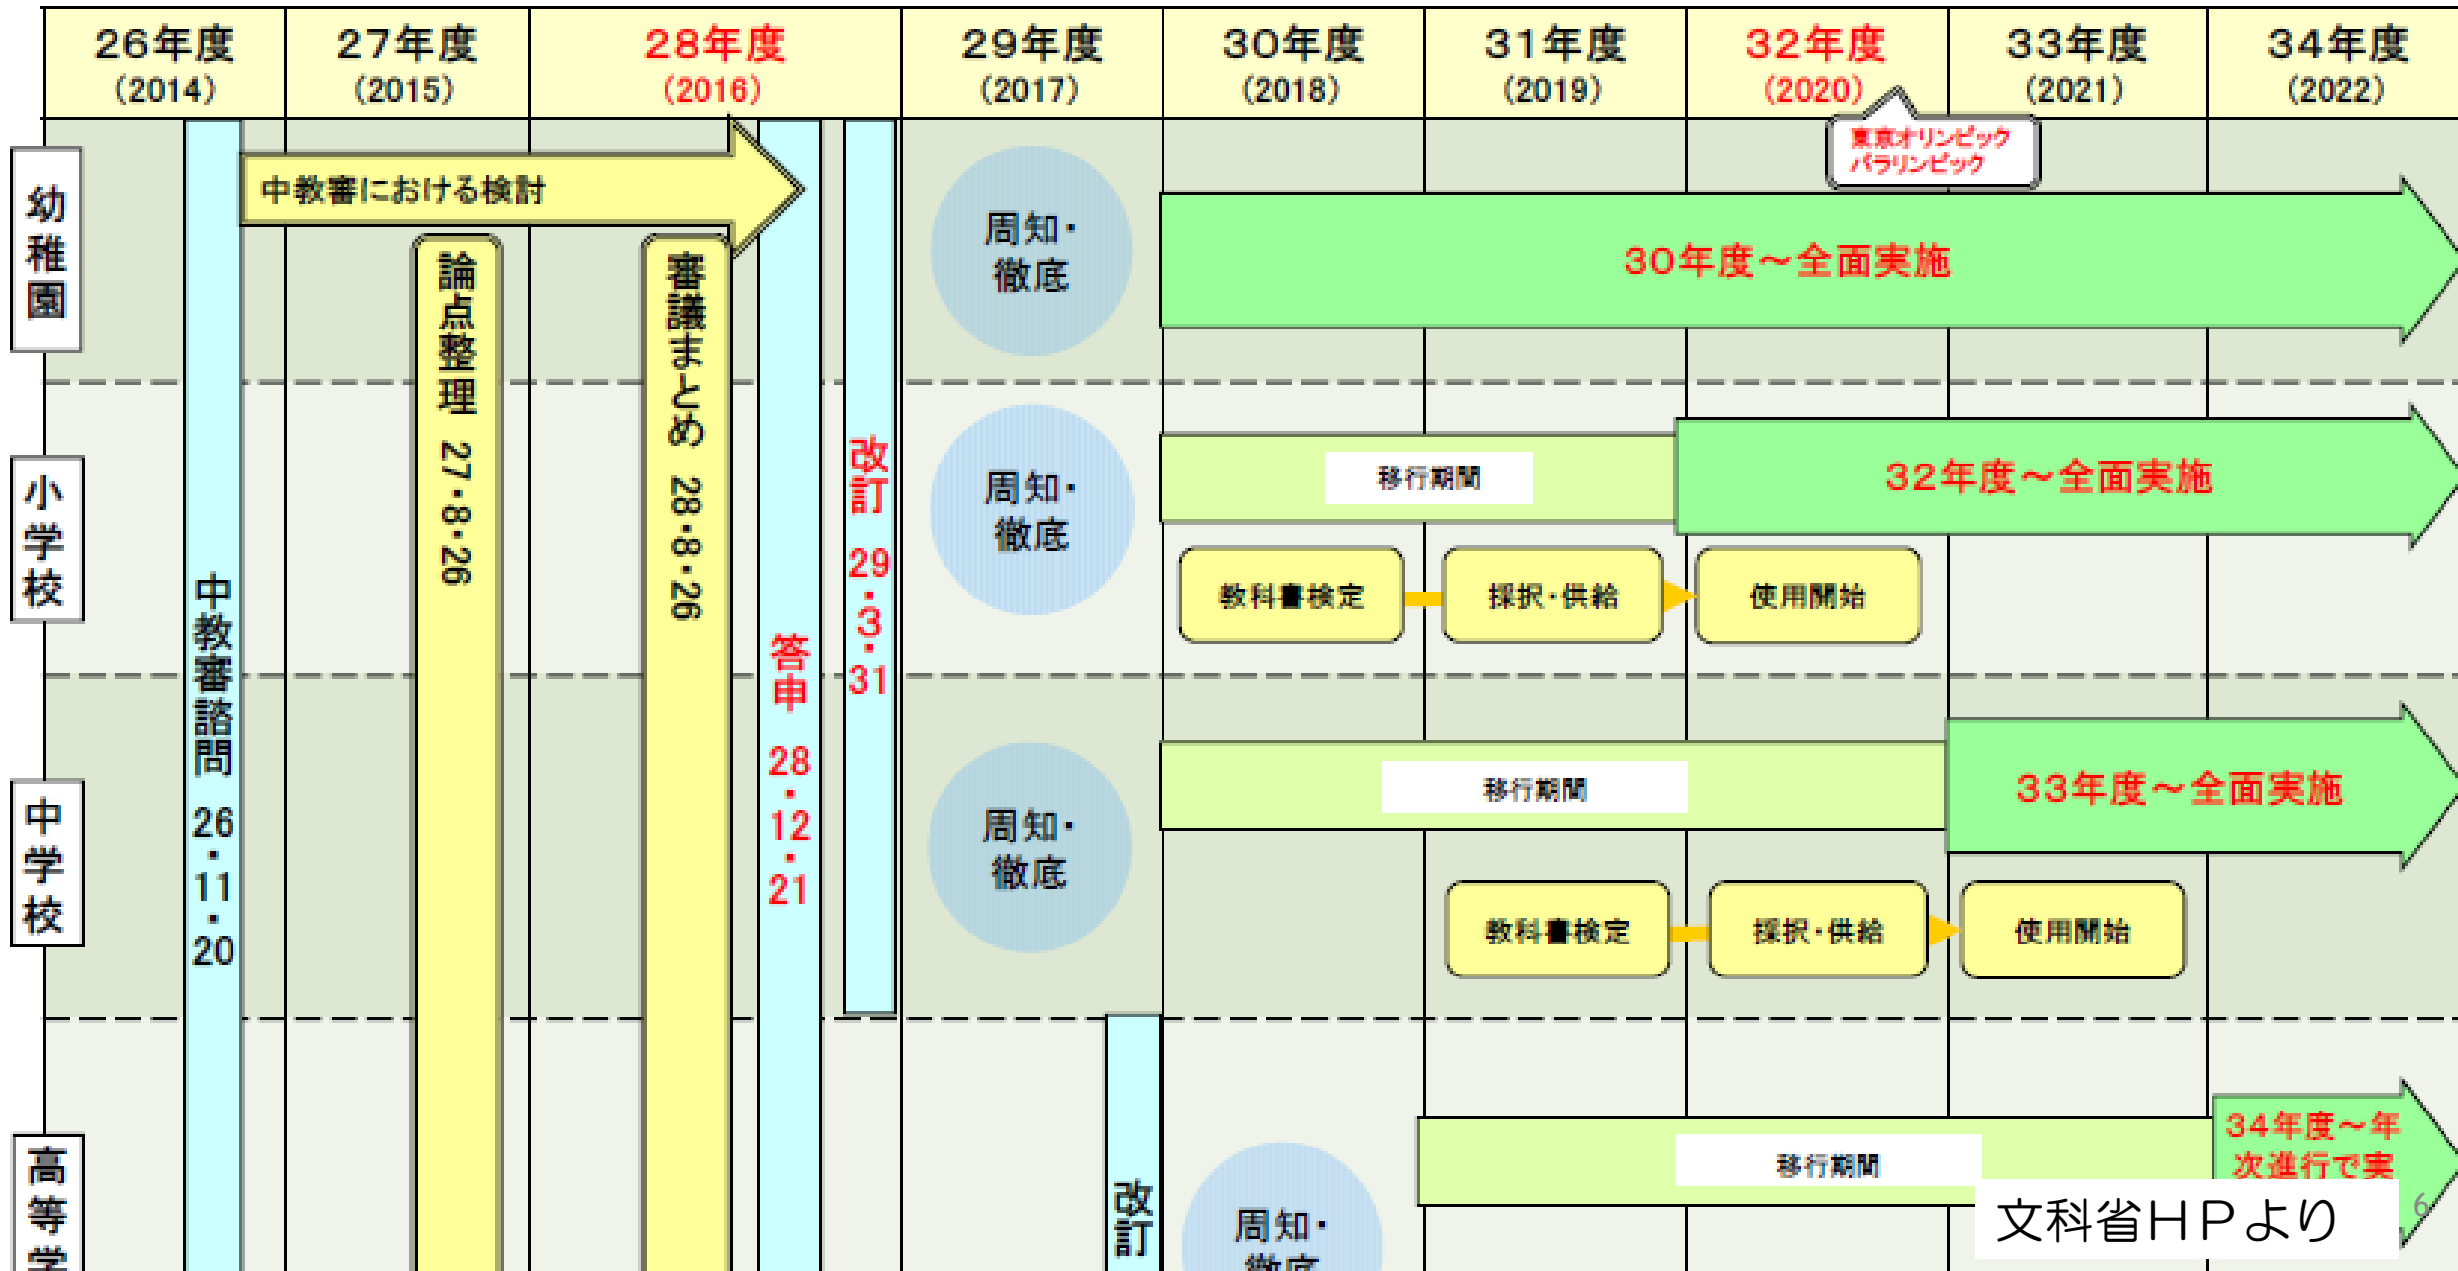 26年度
(2014)
27年度
(2015)
28年度
(2016)
29年度
(2017)
30年度
(2018)
31年度
(2019)
32年度
(2020)
33年度
(2021)
34年度
(2022)
東京オリンピック
パラリンピック
幼稚園
中教審における検討
周知・
徹底
30年度～全面実施
中教審諮問 26・11・20
論点整理 27・8・26
審議まとめ 28・8・26
答申 28・12・21
改訂 29・3・31
小学校
周知・
徹底
移行期間
32年度～全面実施
教科書検定
採択・供給
使用開始
中学校
周知・
徹底
移行期間
33年度～全面実施
教科書検定
採択・供給
使用開始
高等学
改訂
周知・
徹底
移行期間
34年度～年
次進行で実
文科省HPより
6